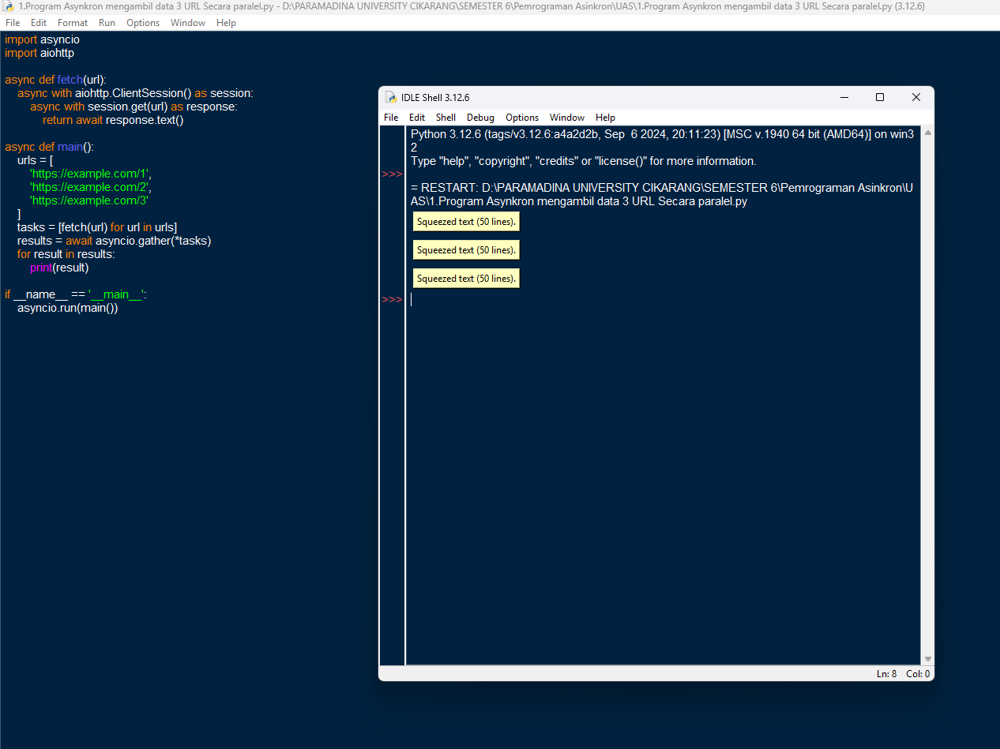 1.Program Asynkron mengambil data 3 URL Secara paralel.py - D:\PARAMADINA UNIVERSITY CIKARANG\SEMESTER 6\Pemrograman Asinkron\UAS\1.Program Asynkron mengambil data 3 URL Secara paralel.py (3.12.6)
File Edit Format Run Options Window Help
import asyncio
import aiohttp
async def fetch(url):
async with aiohttp.ClientSession() as session:
async with session.get(url) as response:
return await response.text()
async def main():
urls = [
'https://example.com/1',
'https://example.com/2',
'https://example.com/3'
]
tasks = [fetch(url) for url in urls]
results = await asyncio.gather(*tasks)
for result in results:
print(result)
if __name__ == '__main__':
asyncio.run(main())
IDLE Shell 3.12.6
File Edit Shell Debug Options Window Help
Python 3.12.6 (tags/v3.12.6:a4a2d2b, Sep  6 2024, 20:11:23) [MSC v.1940 64 bit (AMD64)] on win3
2
Type "help", "copyright", "credits" or "license()" for more information.
>>>
= RESTART: D:\PARAMADINA UNIVERSITY CIKARANG\SEMESTER 6\Pemrograman Asinkron\U
AS\1.Program Asynkron mengambil data 3 URL Secara paralel.py
Squeezed text (50 lines).
Squeezed text (50 lines).
Squeezed text (50 lines).
>>>
Ln: 8 Col: 0